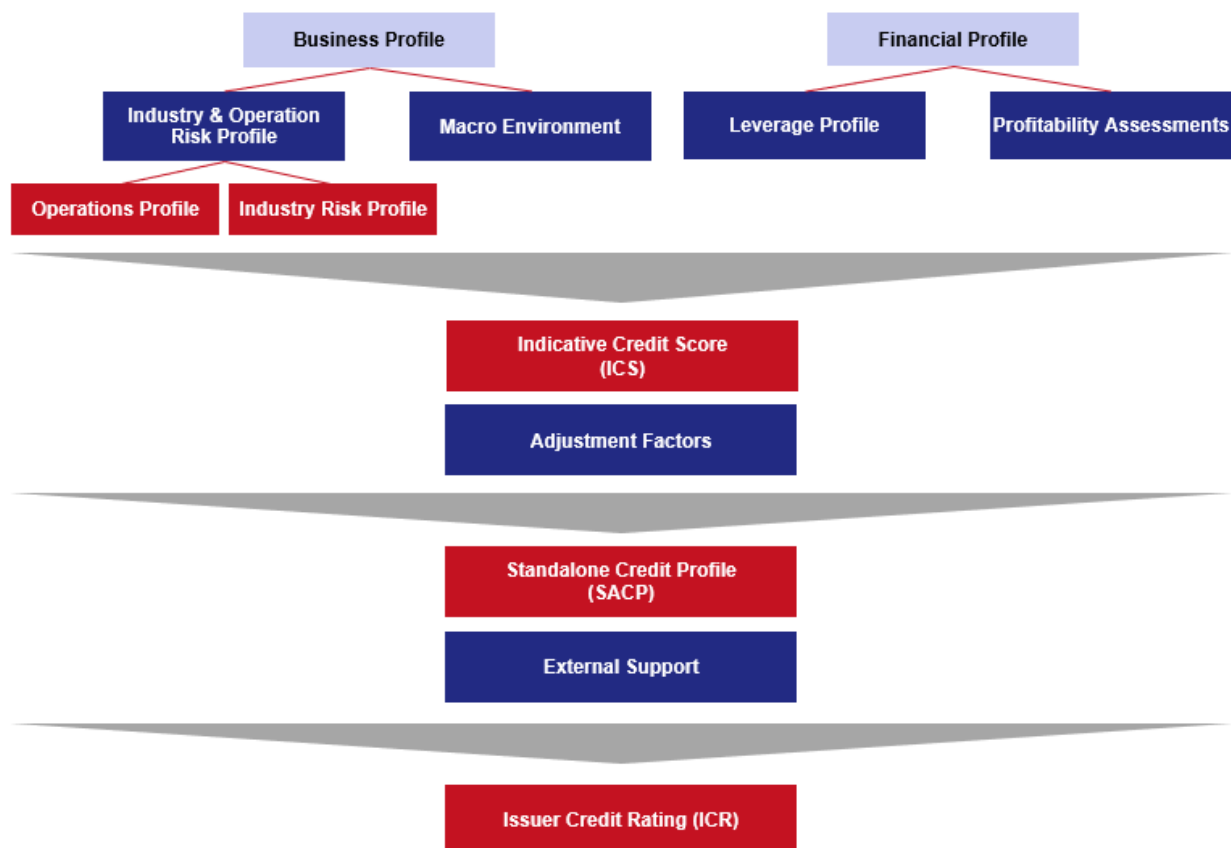 Business Profile
Financial Profile
Industry & Operation
Risk Profile
Macro Environment
Leverage Profile
Profitability Assessments
Operations Profile
Industry Risk Profile
Indicative Credit Score
(ICS)
Adjustment Factors
Standalone Credit Profile
(SACP)
External Support
Issuer Credit Rating (ICR)